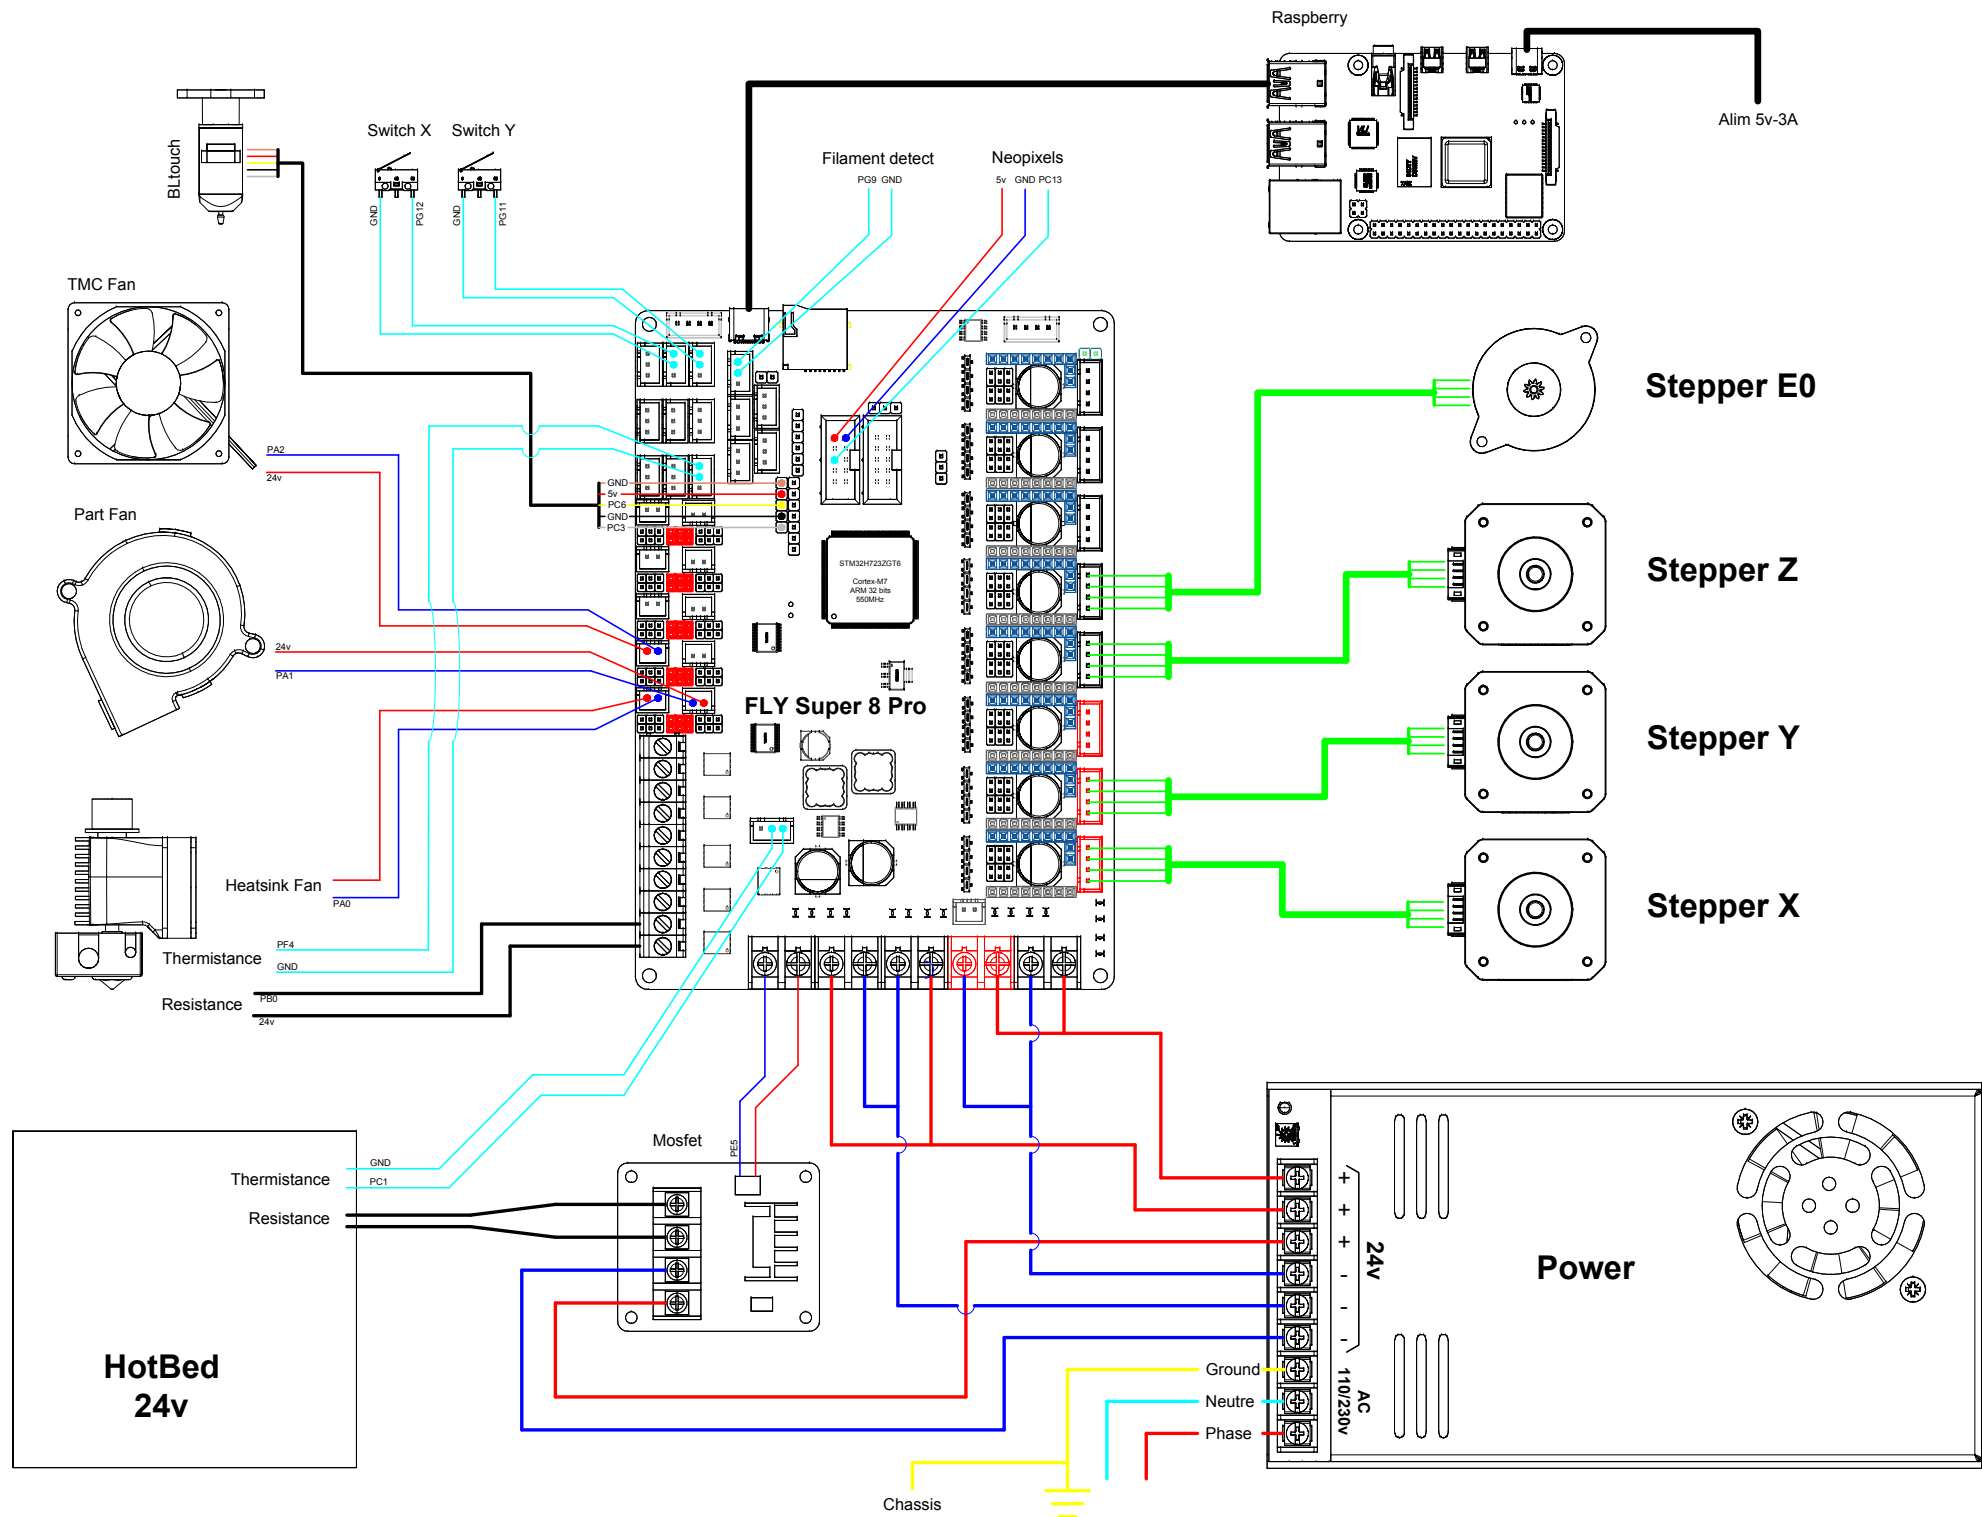 Raspberry
Alim 5v-3A
BLtouch
Switch X
Switch Y
GND
PG12
GND
PG11
Filament detect
PG9 GND
Neopixels
5v GND PC13
TMC Fan
PA2
24v
Part Fan
24v
PA1
GND
5v
PC6
GND
PC3
STM32H723ZGT6
Cortex-M7
ARM 32 bits
550MHz
FLY Super 8 Pro
Stepper E0
Stepper Z
Stepper Y
Stepper X
Heatsink Fan
PA0
Thermistance
PF4
GND
Resistance
PB0
24v
Thermistance
GND
PC1
Resistance
HotBed
24v
Mosfet
PE5
+
+
+
-
-
-
24v
AC
110/230v
Power
Ground
Neutre
Phase
Chassis